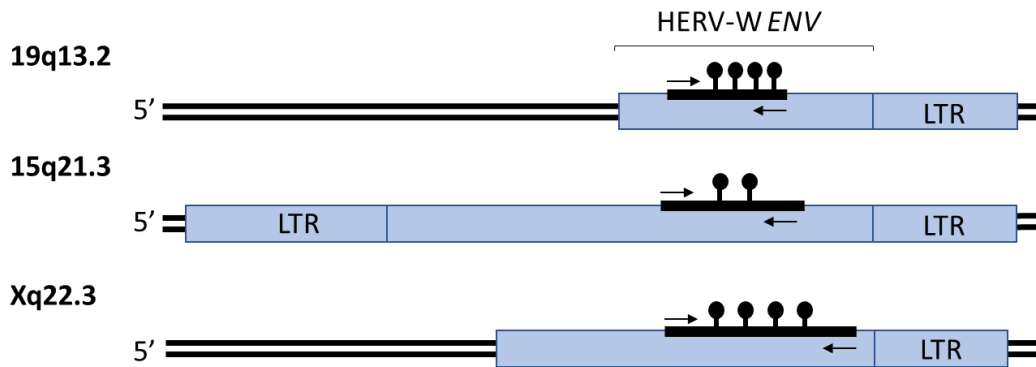 HERV-W ENV
19q13.2
5’
LTR
15q21.3
5’
LTR
LTR
Xq22.3
5’
LTR